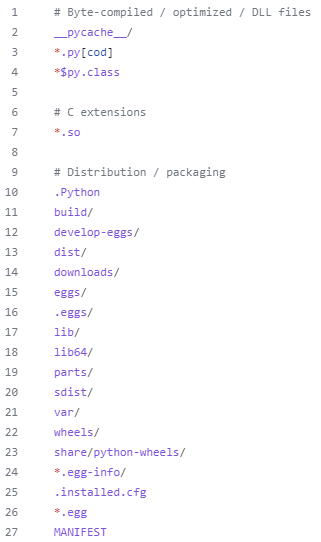 1 # Byte-compiled / optimized / DLL files
2 __pycache__/
3 *.py[cod]
4 *$py.class
5
6 # C extensions
7 *.so
8
9 # Distribution / packaging
10 .Python
11 build/
12 develop-eggs/
13 dist/
14 downloads/
15 eggs/
16 .eggs/
17 lib/
18 lib64/
19 parts/
20 sdist/
21 var/
22 wheels/
23 share/python-wheels/
24 *.egg-info/
25 .installed.cfg
26 *.egg
27 MANIFEST